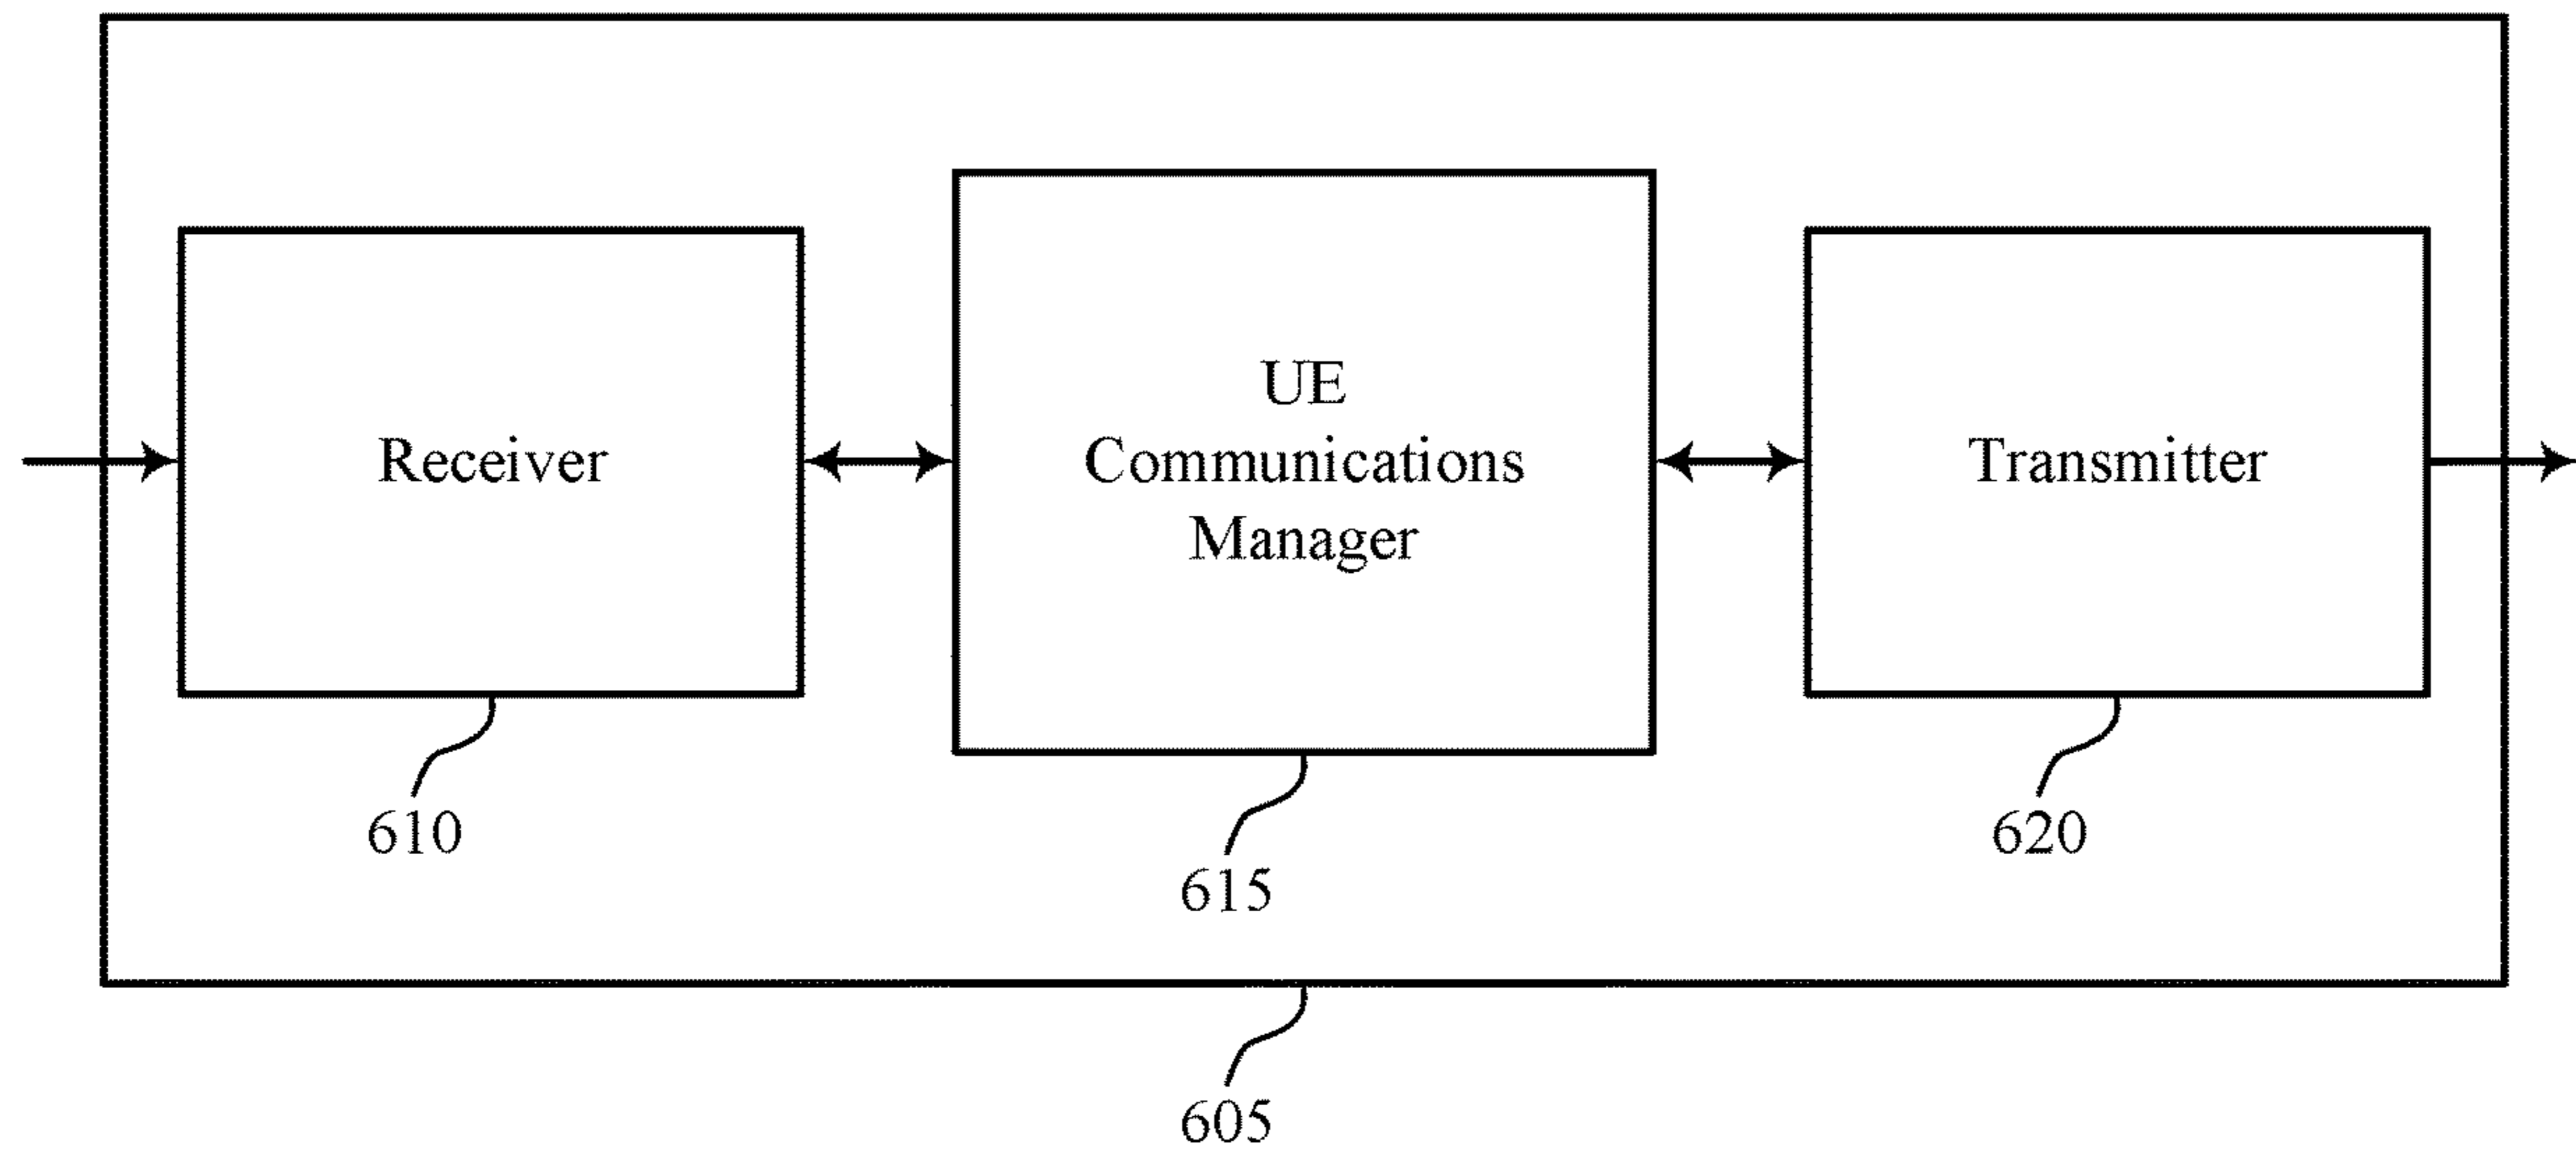 Receiver
UE
Communications
Manager
Transmitter
610
615
620
605